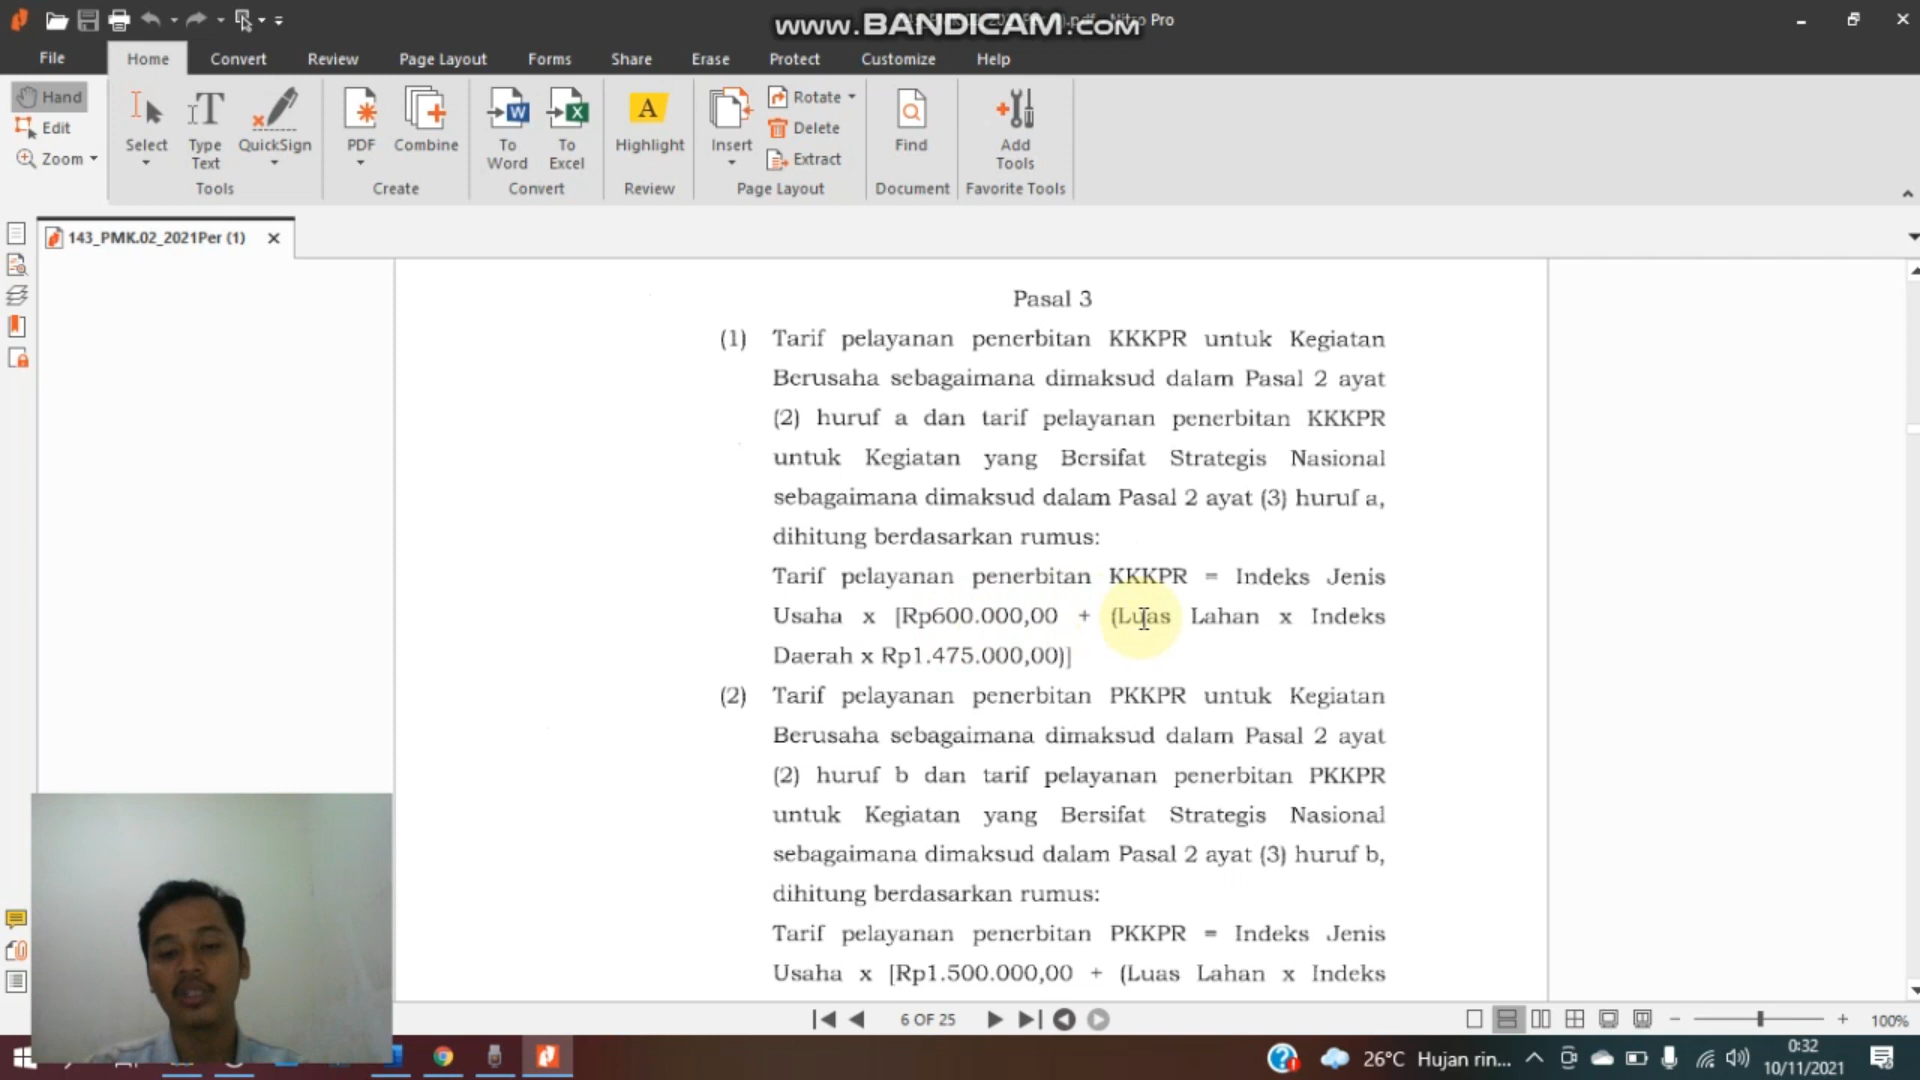 www.BANDICAM.com
Nitro Pro
File Home Convert Review Page Layout Forms Share Erase Protect Customize Help
Hand
Edit
Zoom
Select
Type Text
QuickSign
Tools
PDF
Combine
Create
To Word
To Excel
Convert
Highlight
Review
Insert
Rotate
Delete
Extract
Page Layout
Find
Document
Add Tools
Favorite Tools
143_PMK.02_2021Per (1)
Pasal 3
(1) Tarif pelayanan penerbitan KKKPR untuk Kegiatan
Berusaha sebagaimana dimaksud dalam Pasal 2 ayat
(2) huruf a dan tarif pelayanan penerbitan KKKPR
untuk Kegiatan yang Bersifat Strategis Nasional
sebagaimana dimaksud dalam Pasal 2 ayat (3) huruf a,
dihitung berdasarkan rumus:
Tarif pelayanan penerbitan KKKPR = Indeks Jenis
Usaha x [Rp600.000,00 + (Luas Lahan x Indeks
Daerah x Rp1.475.000,00)]
(2) Tarif pelayanan penerbitan PKKPR untuk Kegiatan
Berusaha sebagaimana dimaksud dalam Pasal 2 ayat
(2) huruf b dan tarif pelayanan penerbitan PKKPR
untuk Kegiatan yang Bersifat Strategis Nasional
sebagaimana dimaksud dalam Pasal 2 ayat (3) huruf b,
dihitung berdasarkan rumus:
Tarif pelayanan penerbitan PKKPR = Indeks Jenis
Usaha x [Rp1.500.000,00 + (Luas Lahan x Indeks
6 OF 25
100%
26°C Hujan rin...
0:32
10/11/2021